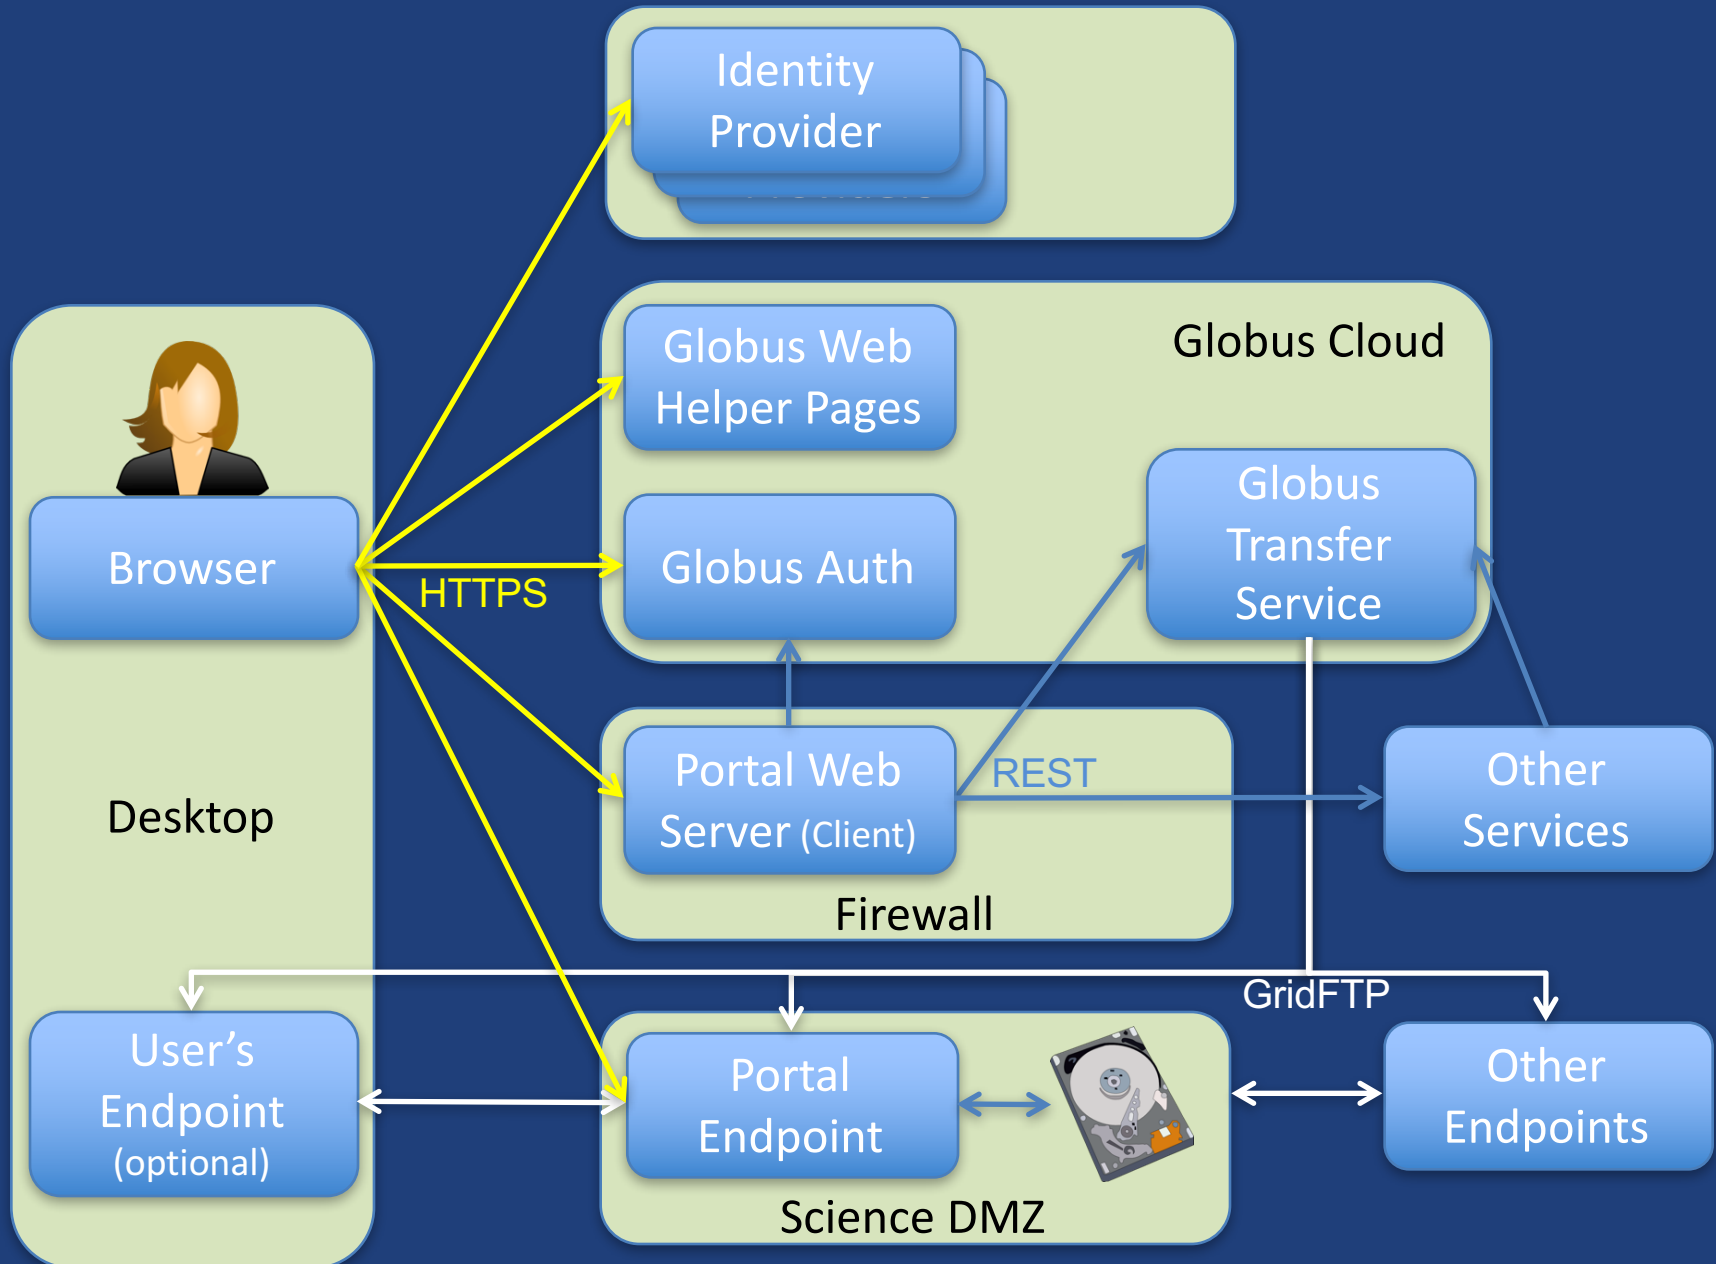 Identity
Provider
Globus Web
Helper Pages
Globus Cloud
Globus
Transfer
Service
Browser
HTTPS
Globus Auth
Portal Web
Server (Client)
REST
Other
Services
Desktop
Firewall
GridFTP
User’s
Endpoint
(optional)
Portal
Endpoint
Other
Endpoints
Science DMZ